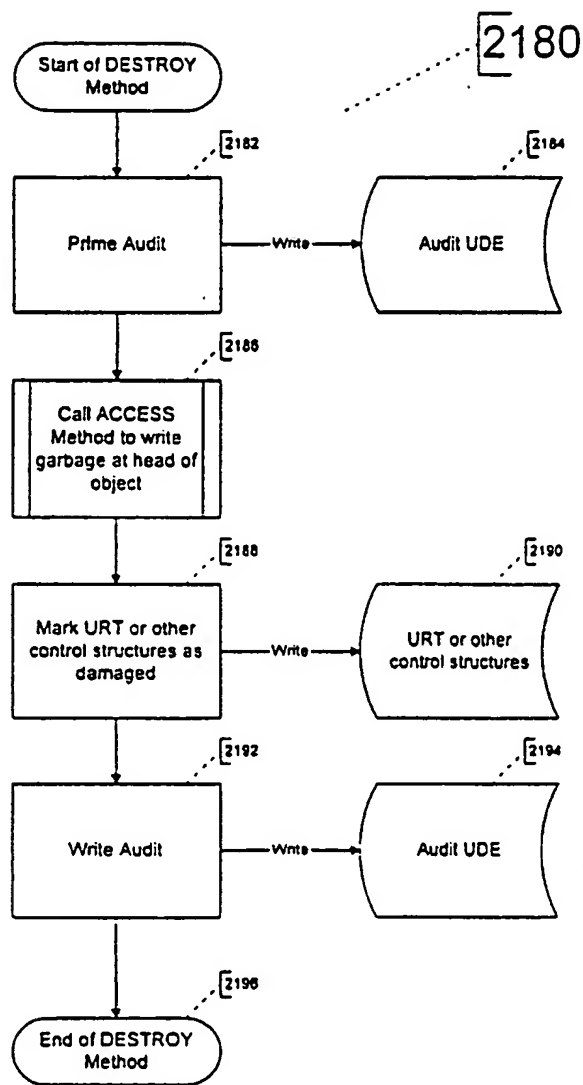 2180
Start of DESTROY
Method
2182
2184
Prime Audit
Write
Audit UDE
2186
Call ACCESS
Method to write
garbage at head of
object
2188
2190
Mark URT or other
control structures as
damaged
Write
URT or other
control structures
2192
2194
Write Audit
Write
Audit UDE
2196
End of DESTROY
Method